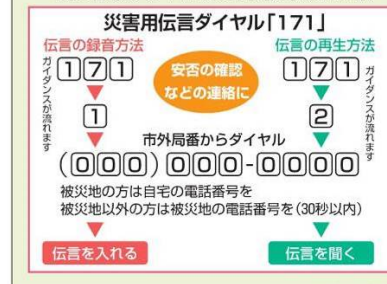 災害用伝言ダイヤル「171」
伝言の録音方法
伝言の再生方法
171
ガイダンスが流れます
安否の確認
などの連絡に
171
ガイダンスが流れます
1
2
市外局番からダイヤル
(000)000-0000
被災地の方は自宅の電話番号を
被災地以外の方は被災地の電話番号を(30秒以内)
伝言を入れる
伝言を聞く